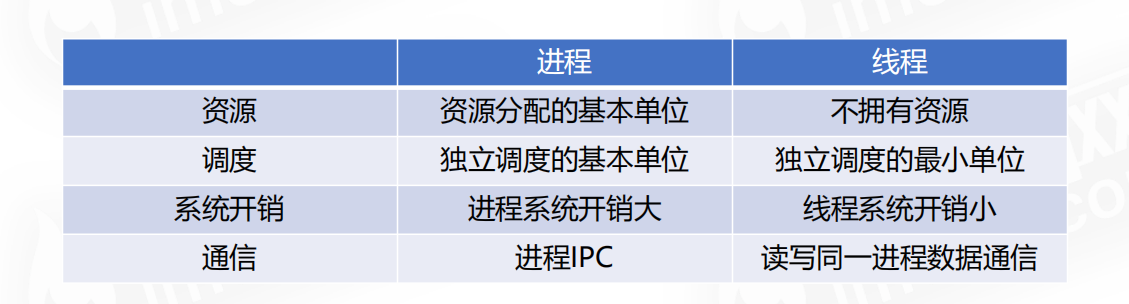 进程 线程
资源 资源分配的基本单位 不拥有资源
调度 独立调度的基本单位 独立调度的最小单位
系统开销 进程系统开销大 线程系统开销小
通信 进程IPC 读写同一进程数据通信